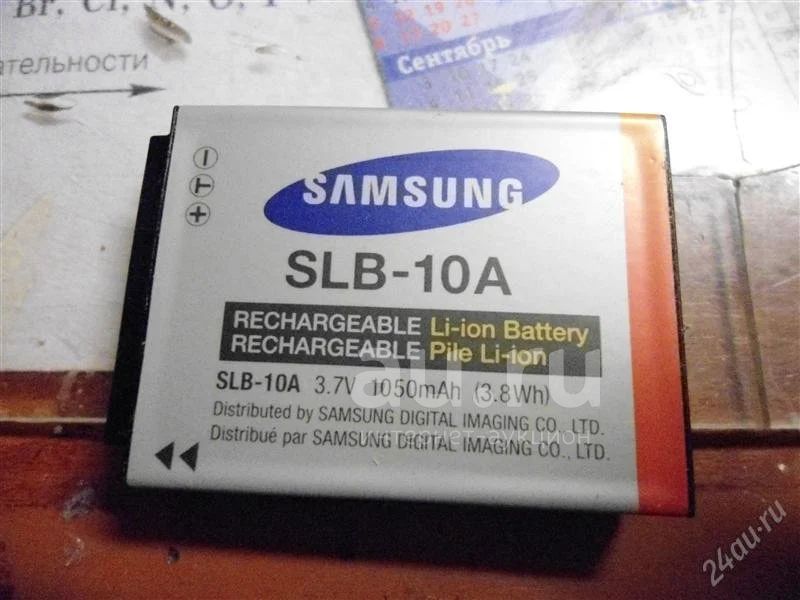 Br, Cl, N, O, P
ательности
Сентябрь
− T +
SAMSUNG
SLB-10A
RECHARGEABLE Li-ion Battery
RECHARGEABLE Pile Li-ion
SLB-10A 3.7V 1050mAh (3.8Wh)
Distributed by SAMSUNG DIGITAL IMAGING CO., LTD.
Distribué par SAMSUNG DIGITAL IMAGING CO., LTD.
au.ru
интернет аукцион
24au.ru